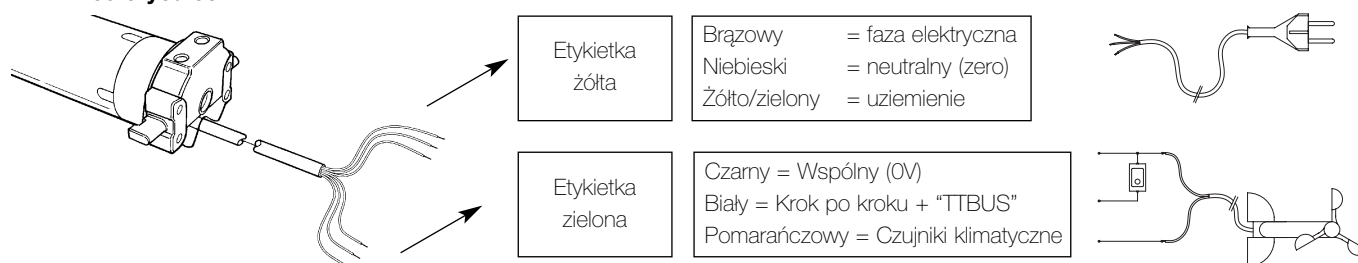 Etykietka
żółta
Brązowy = faza elektryczna
Niebieski = neutralny (zero)
Żółto/zielony = uziemienie
Etykietka
zielona
Czarny = Wspólny (0V)
Biały = Krok po kroku + “TTBUS”
Pomarańczowy = Czujniki klimatyczne